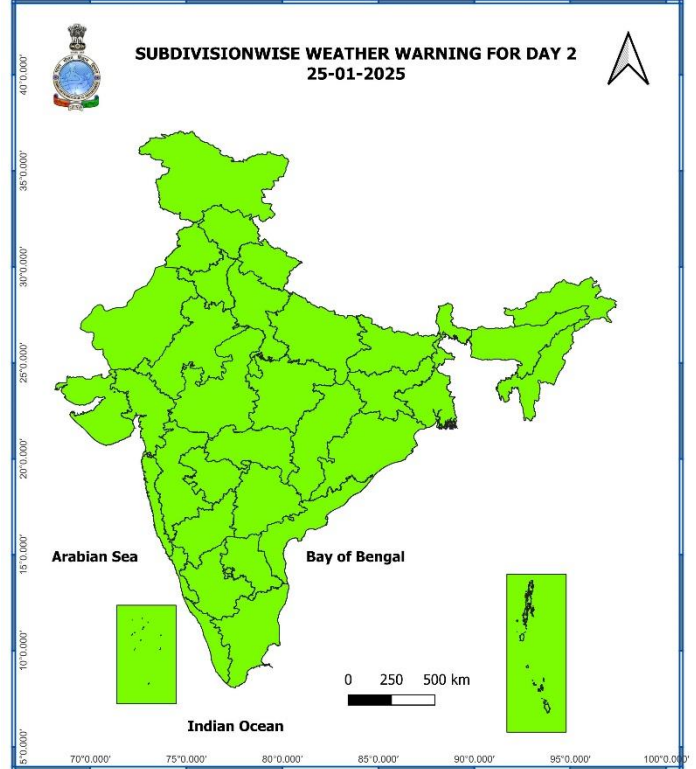 SUBDIVISIONWISE WEATHER WARNING FOR DAY 2
25-01-2025
40°0.000'
35°0.000'
30°0.000'
25°0.000'
20°0.000'
15°0.000'
10°0.000'
5°0.000'
Arabian Sea
Bay of Bengal
0 250 500 km
Indian Ocean
70°0.000' 75°0.000' 80°0.000' 85°0.000' 90°0.000' 95°0.000' 100°0.000'